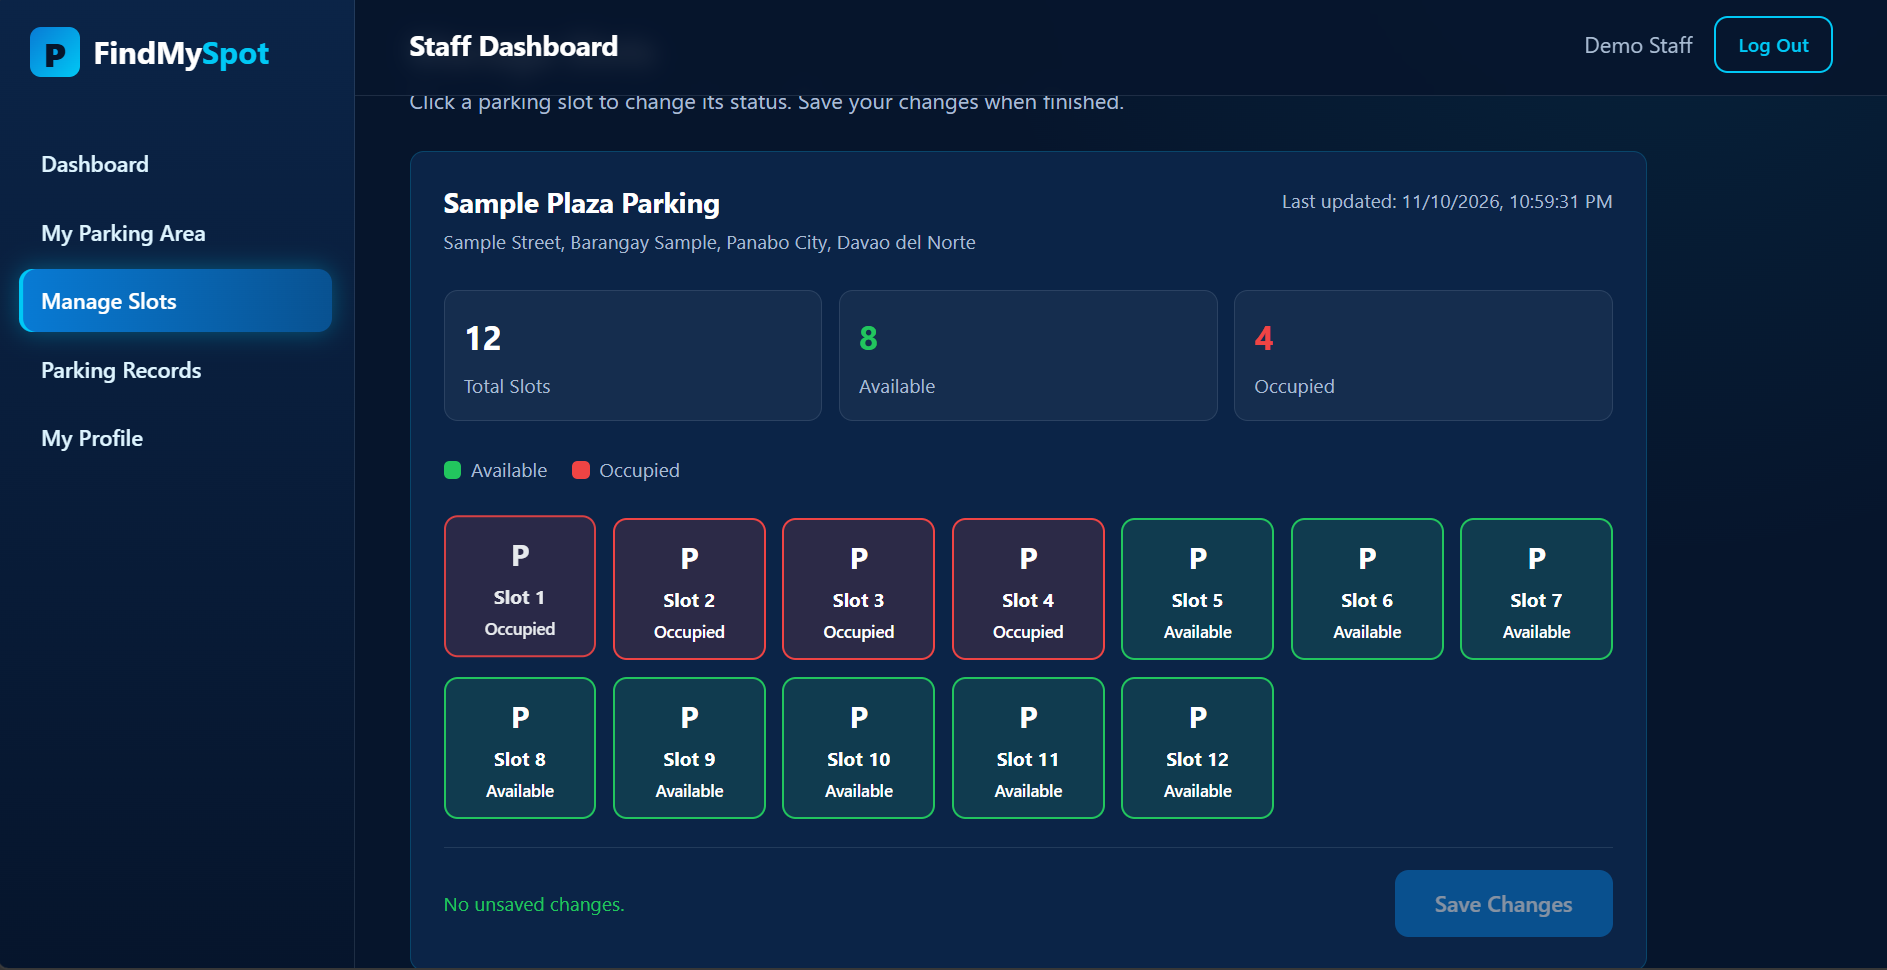 P FindMySpot
Dashboard
My Parking Area
Manage Slots
Parking Records
My Profile
Staff Dashboard
Demo Staff
Log Out
Click a parking slot to change its status. Save your changes when finished.
Sample Plaza Parking
Last updated: 11/10/2026, 10:59:31 PM
Sample Street, Barangay Sample, Panabo City, Davao del Norte
12
Total Slots
8
Available
4
Occupied
Available
Occupied
P
Slot 1
Occupied
P
Slot 2
Occupied
P
Slot 3
Occupied
P
Slot 4
Occupied
P
Slot 5
Available
P
Slot 6
Available
P
Slot 7
Available
P
Slot 8
Available
P
Slot 9
Available
P
Slot 10
Available
P
Slot 11
Available
P
Slot 12
Available
No unsaved changes.
Save Changes